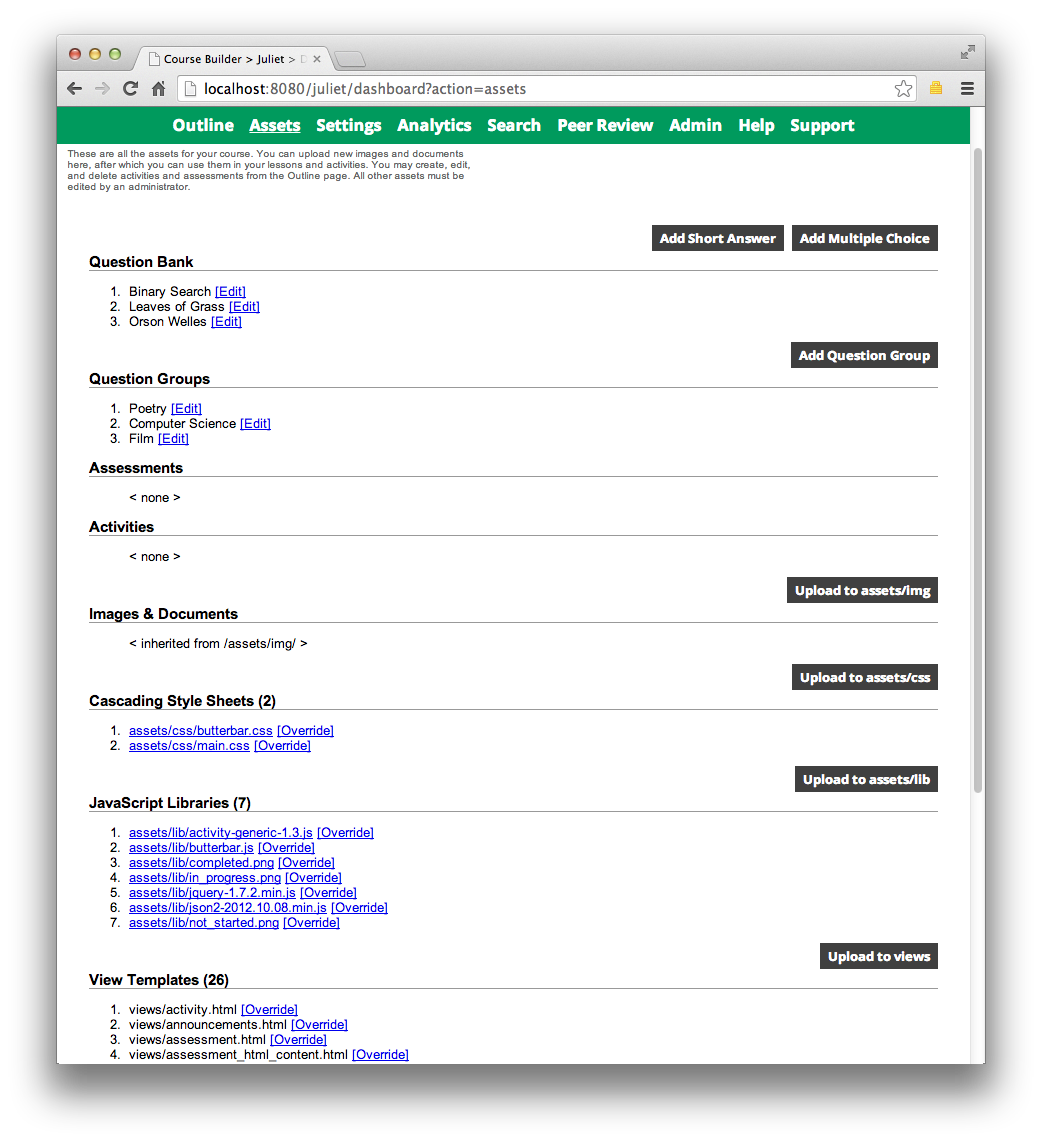 Course Builder > Juliet > D
localhost:8080/juliet/dashboard?action=assets
Outline Assets Settings Analytics Search Peer Review Admin Help Support
These are all the assets for your course. You can upload new images and documents
here, after which you can use them in your lessons and activities. You may create, edit,
and delete activities and assessments from the Outline page. All other assets must be
edited by an administrator.
Add Short Answer Add Multiple Choice
Question Bank
1. Binary Search [Edit]
2. Leaves of Grass [Edit]
3. Orson Welles [Edit]
Add Question Group
Question Groups
1. Poetry [Edit]
2. Computer Science [Edit]
3. Film [Edit]
Assessments
< none >
Activities
< none >
Upload to assets/img
Images & Documents
< inherited from /assets/img/ >
Upload to assets/css
Cascading Style Sheets (2)
1. assets/css/butterbar.css [Override]
2. assets/css/main.css [Override]
Upload to assets/lib
JavaScript Libraries (7)
1. assets/lib/activity-generic-1.3.js [Override]
2. assets/lib/butterbar.js [Override]
3. assets/lib/completed.png [Override]
4. assets/lib/in_progress.png [Override]
5. assets/lib/jquery-1.7.2.min.js [Override]
6. assets/lib/json2-2012.10.08.min.js [Override]
7. assets/lib/not_started.png [Override]
Upload to views
View Templates (26)
1. views/activity.html [Override]
2. views/announcements.html [Override]
3. views/assessment.html [Override]
4. views/assessment_html_content.html [Override]